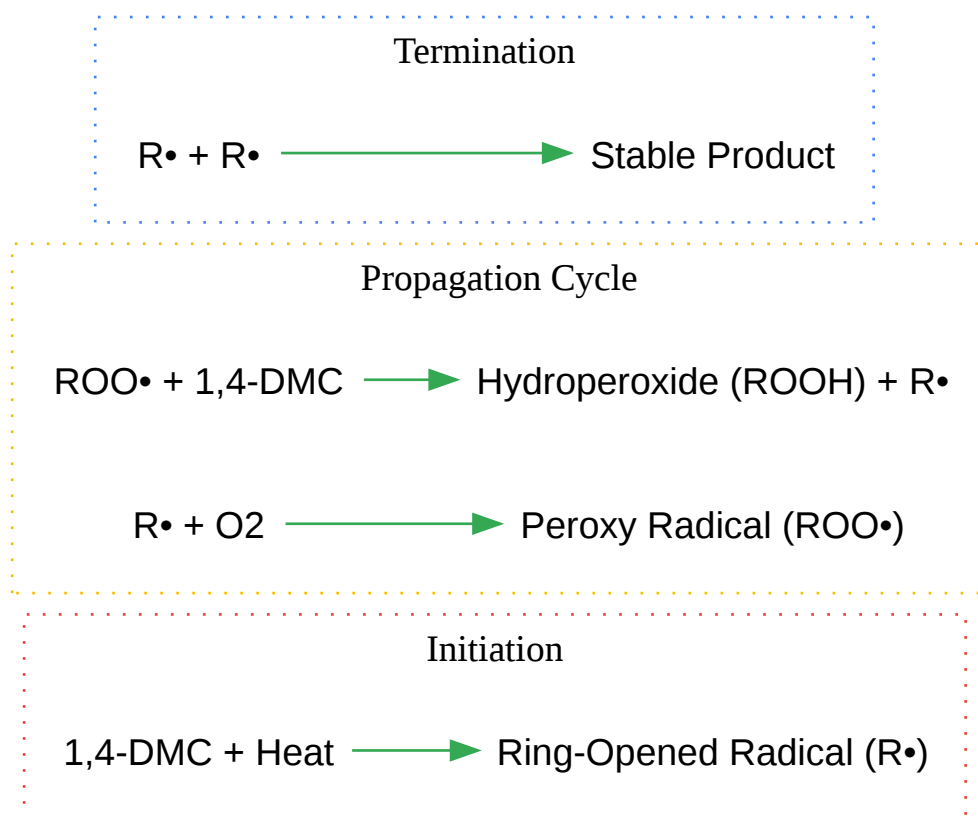 Termination
R• + R• Stable Product
Propagation Cycle
ROO• + 1,4-DMC Hydroperoxide (ROOH) + R•
R• + O2 Peroxy Radical (ROO•)
Initiation
1,4-DMC + Heat Ring-Opened Radical (R•)